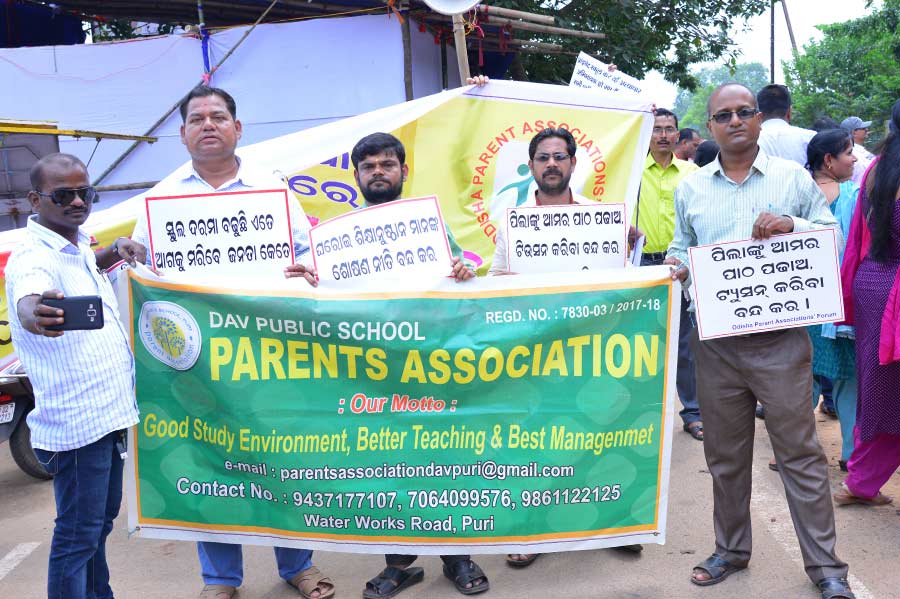 ODISHA PARENT ASSOCIATIONS
ସ୍କୁଲ ଦରମା ବଢୁଛି ଏତେ
ଆଗକୁ ମରିବେ ଜନତା କେତେ
ଘରୋଇ ଶିକ୍ଷାନୁଷ୍ଠାନ ମାନଙ୍କ
ଶୋଷଣ ନୀତି ବନ୍ଦ କର
ପିଲାଙ୍କୁ ଆମର ପାଠ ପଢାଅ,
ଟିଉସନ କରିବା ବନ୍ଦ କର
ପିଲାଙ୍କୁ ଆମର
ପାଠ ପଢାଅ,
ଟ୍ୟୁସନ୍ କରିବା
ବନ୍ଦ କର ।
Odisha Parent Associations' Forum
REGD. NO. : 7830-03 / 2017-18
DAV PUBLIC SCHOOL
PARENTS ASSOCIATION
: Our Motto :
Good Study Environment, Better Teaching & Best Managenmet
e-mail : parentsassociationdavpuri@gmail.com
Contact No. : 9437177107, 7064099576, 9861122125
Water Works Road, Puri